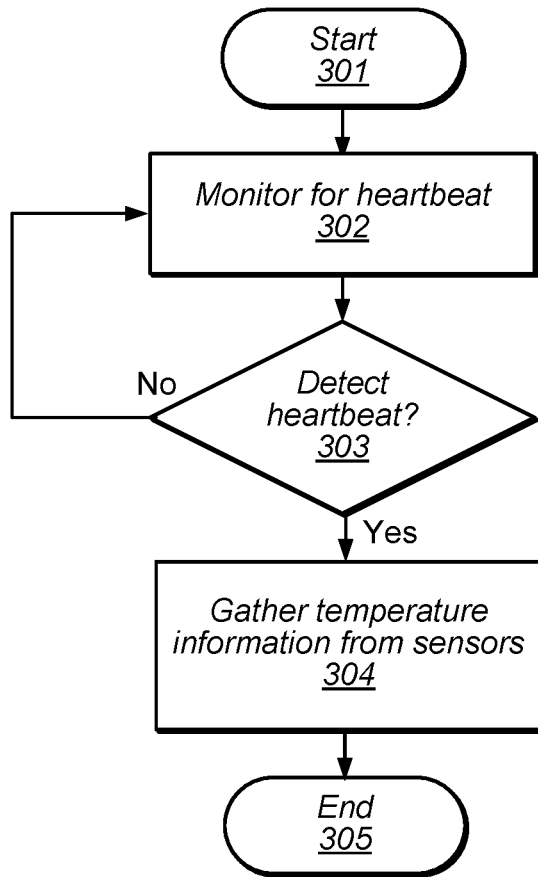 Start
301
Monitor for heartbeat
302
No
Detect
heartbeat?
303
Yes
Gather temperature
information from sensors
304
End
305